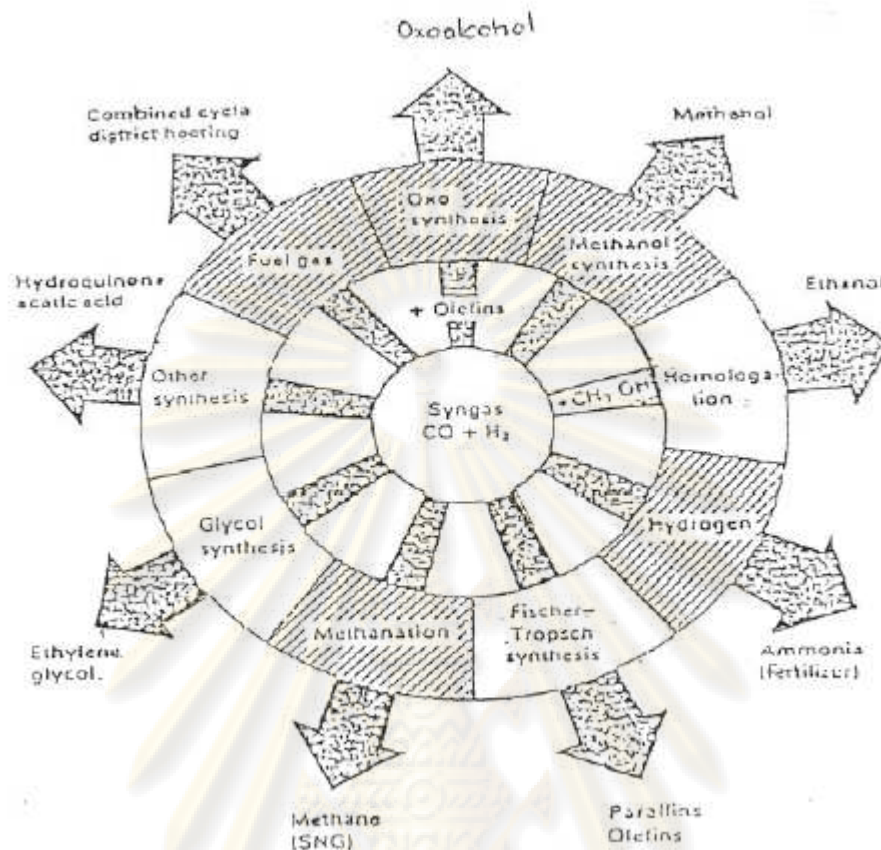 Oxoalcohol
Combined cycle
district heating
Methanol
Oxo
synthesis
Methanol
synthesis
Fuel gas
Hydroquinone
acetic acid
Ethanol
+ Olefins
Other
synthesis
Syngas
CO + H₂
+CH₃ OH
Homologa-
tion
Glycol
synthesis
Hydrogen
Methanation
Fischer-
Tropsch
synthesis
Ethylene
glycol.
Ammonia
(Fertilizer)
Methane
(SNG)
Paraffins
Olefins